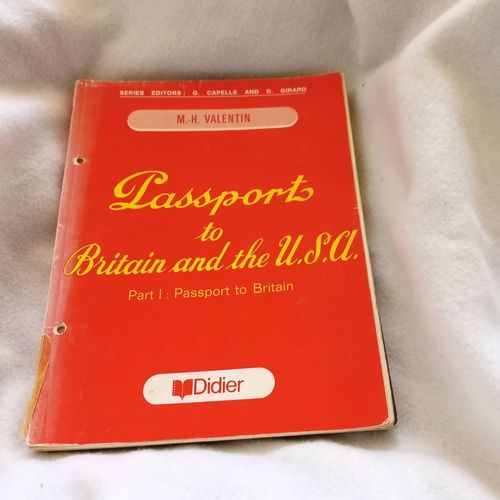 SERIES EDITORS: G. CAPELLE AND D. GIRARD
M.-H. VALENTIN
Passport
to
Britain and the U.S.A.
Part I : Passport to Britain
Didier